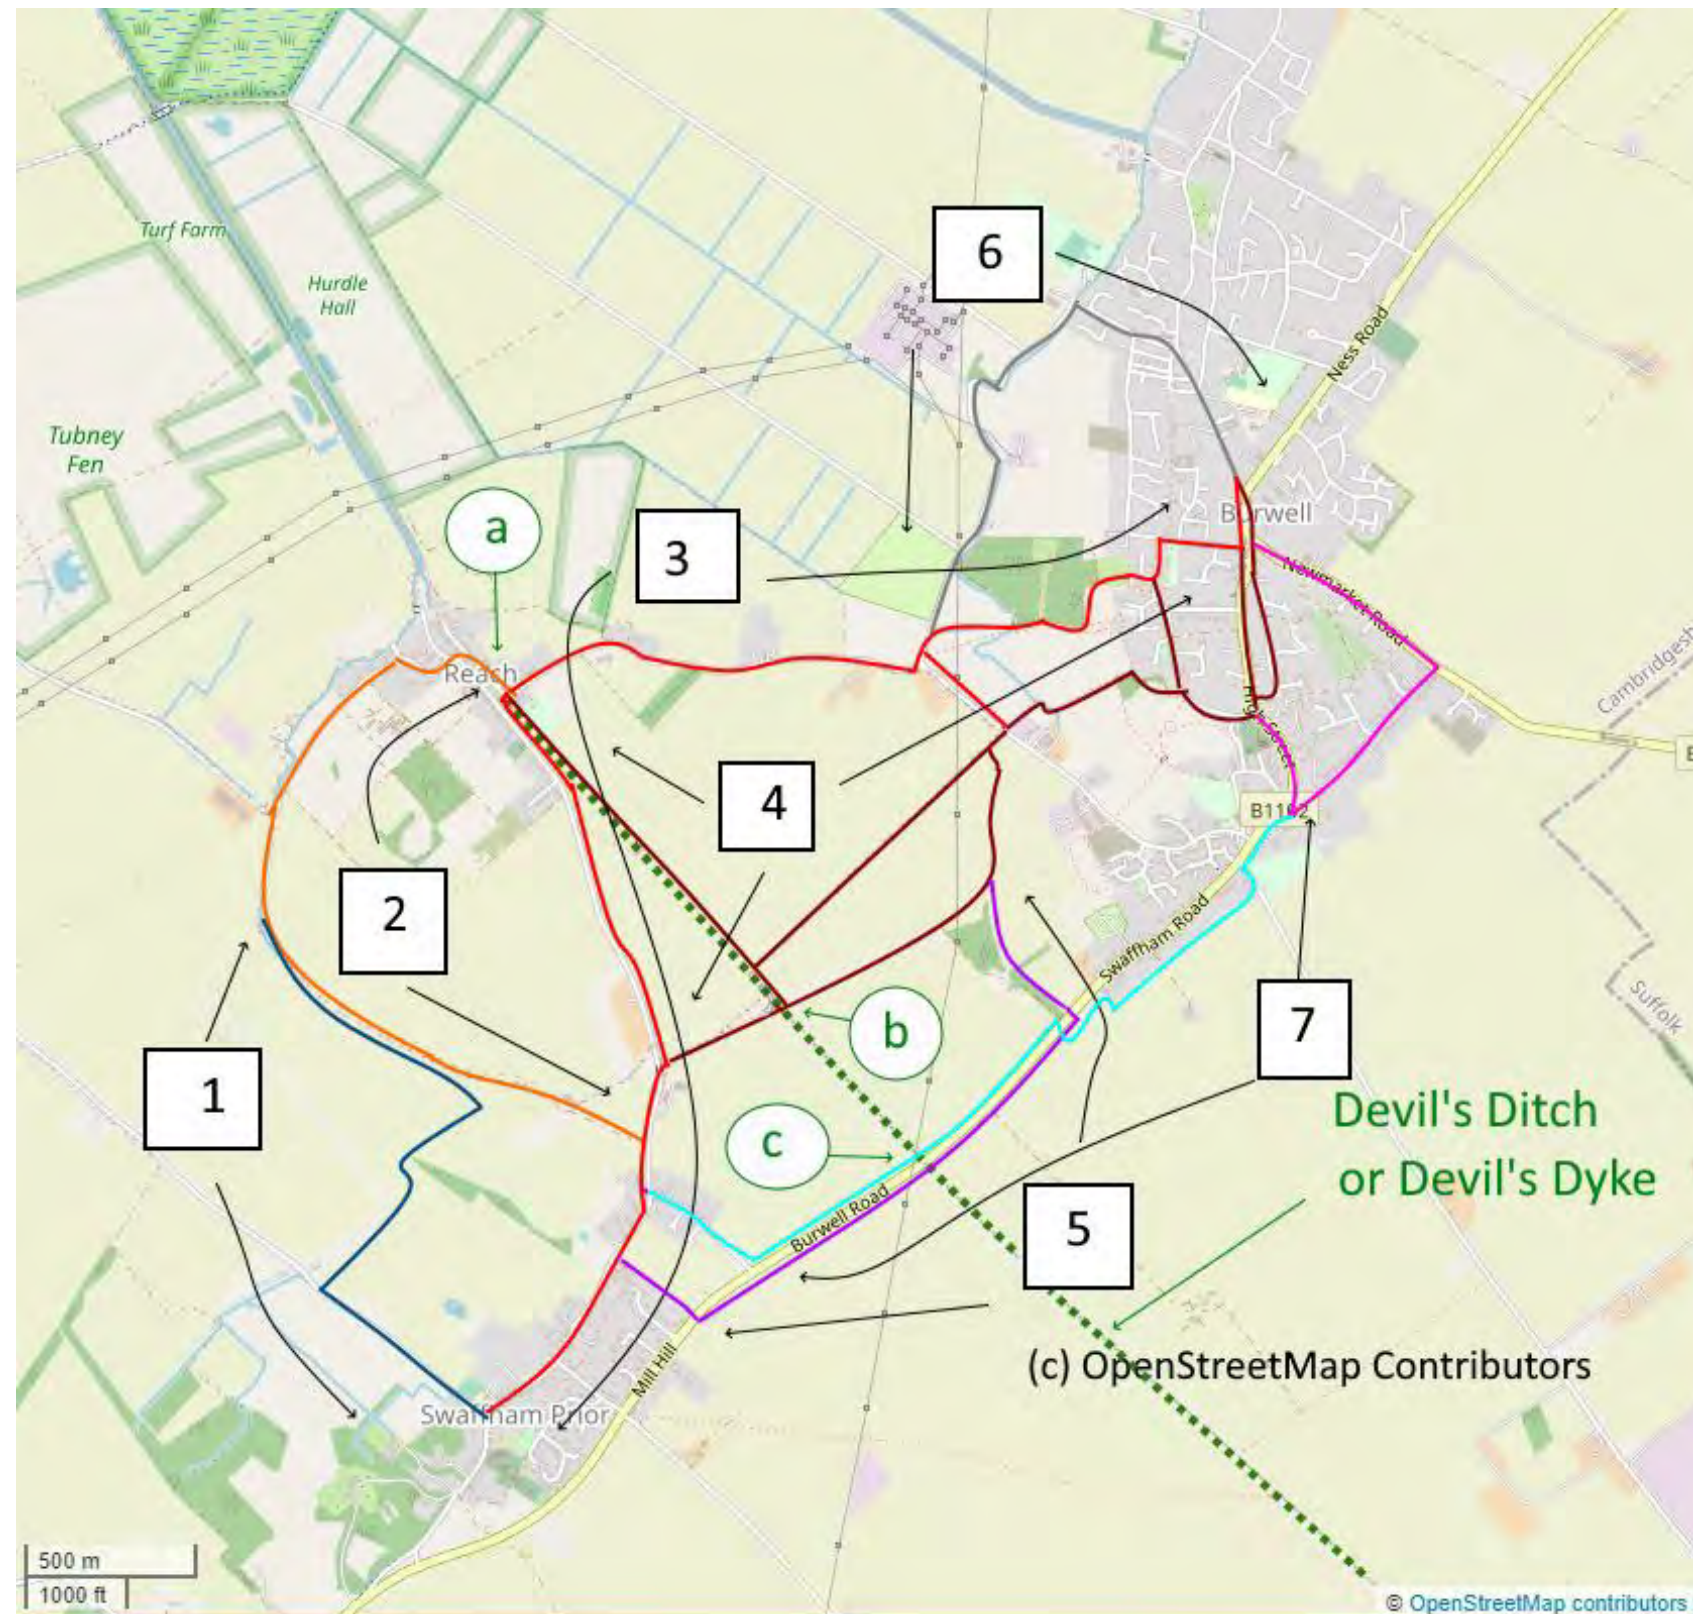 Turf Farm
Hurdle
Hall
6
Ness Road
Tubney
Fen
a
3
Burwell
Newmarket Road
Cambridgesh
Reach
High Street
4
B1102
B
2
Swaffham Road
Suffolk
b
7
1
Devil's Ditch
or Devil's Dyke
c
Burwell Road
5
(c) OpenStreetMap Contributors
Mill Hill
Swaffham Prior
500 m
1000 ft
© OpenStreetMap contributors